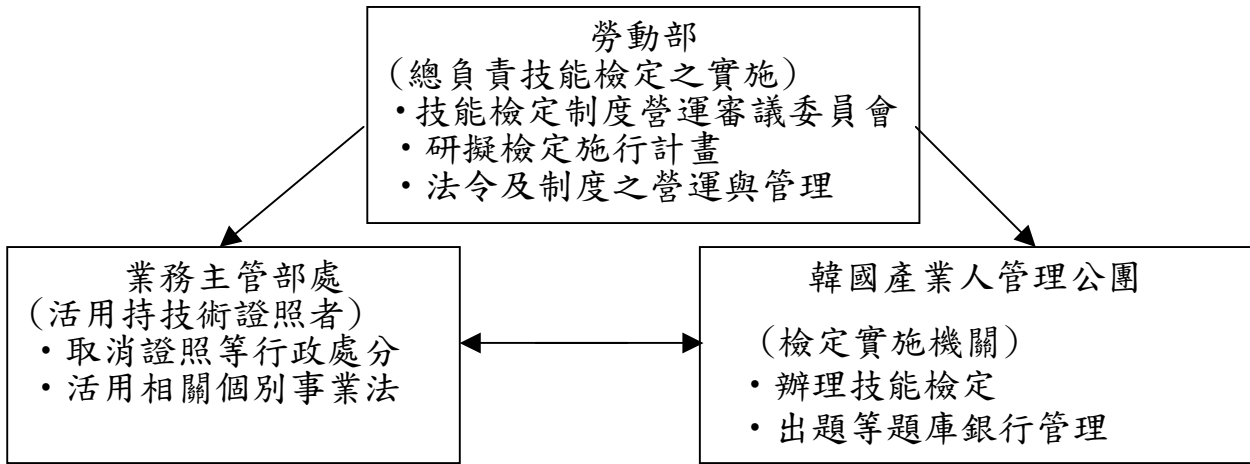 勞動部
（總負責技能檢定之實施）
・技能檢定制度營運審議委員會
・研擬檢定施行計畫
・法令及制度之營運與管理
業務主管部處
（活用持技術證照者）
・取消證照等行政處分
・活用相關個別事業法
韓國產業人管理公團
（檢定實施機關）
・辦理技能檢定
・出題等題庫銀行管理